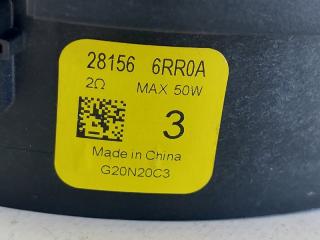 28156 6RR0A
2Ω MAX 50W
3
Made in China
G20N20C3